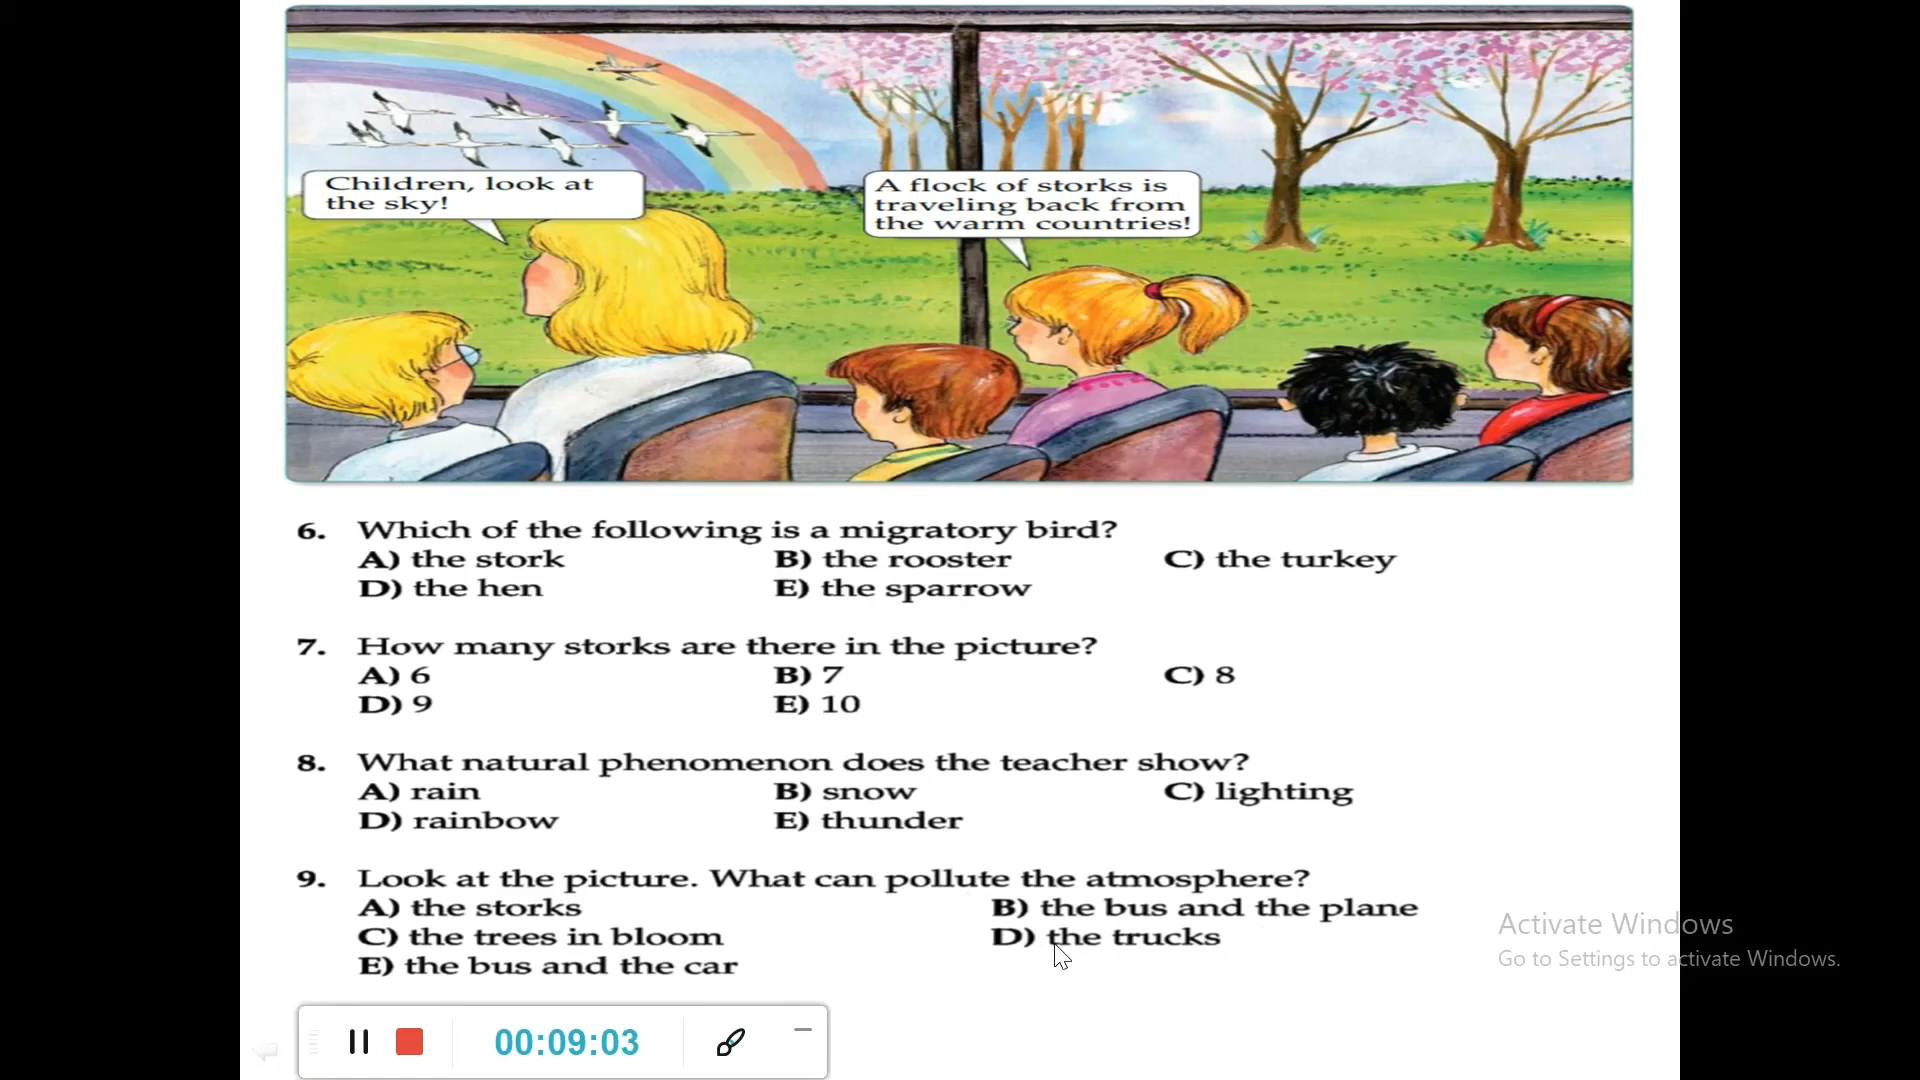 Children, look at
the sky!
A flock of storks is
traveling back from
the warm countries!
6. Which of the following is a migratory bird?
A) the stork B) the rooster C) the turkey
D) the hen E) the sparrow
7. How many storks are there in the picture?
A) 6 B) 7 C) 8
D) 9 E) 10
8. What natural phenomenon does the teacher show?
A) rain B) snow C) lighting
D) rainbow E) thunder
9. Look at the picture. What can pollute the atmosphere?
A) the storks B) the bus and the plane
C) the trees in bloom D) the trucks
E) the bus and the car
Activate Windows
Go to Settings to activate Windows.
00:09:03